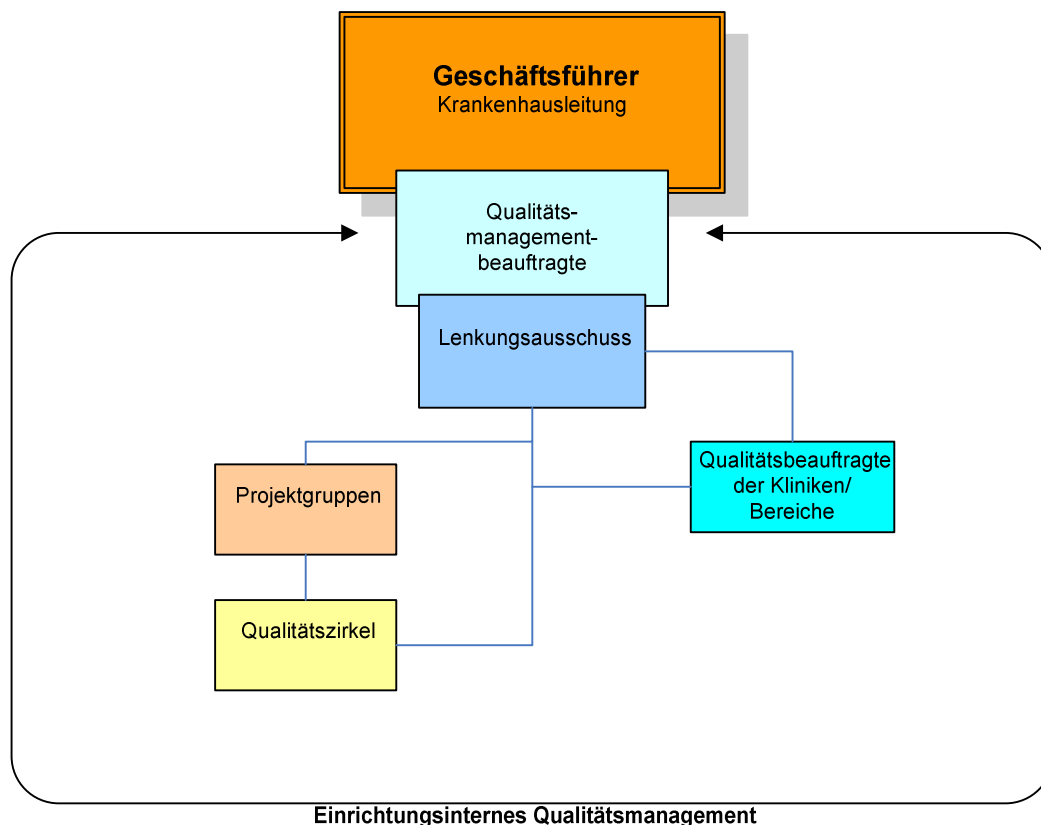 Geschäftsführer
Krankenhausleitung
Qualitäts-
management-
beauftragte
Lenkungsausschuss
Qualitätsbeauftragte
der Kliniken/
Bereiche
Projektgruppen
Qualitätszirkel
Einrichtungsinternes Qualitätsmanagement